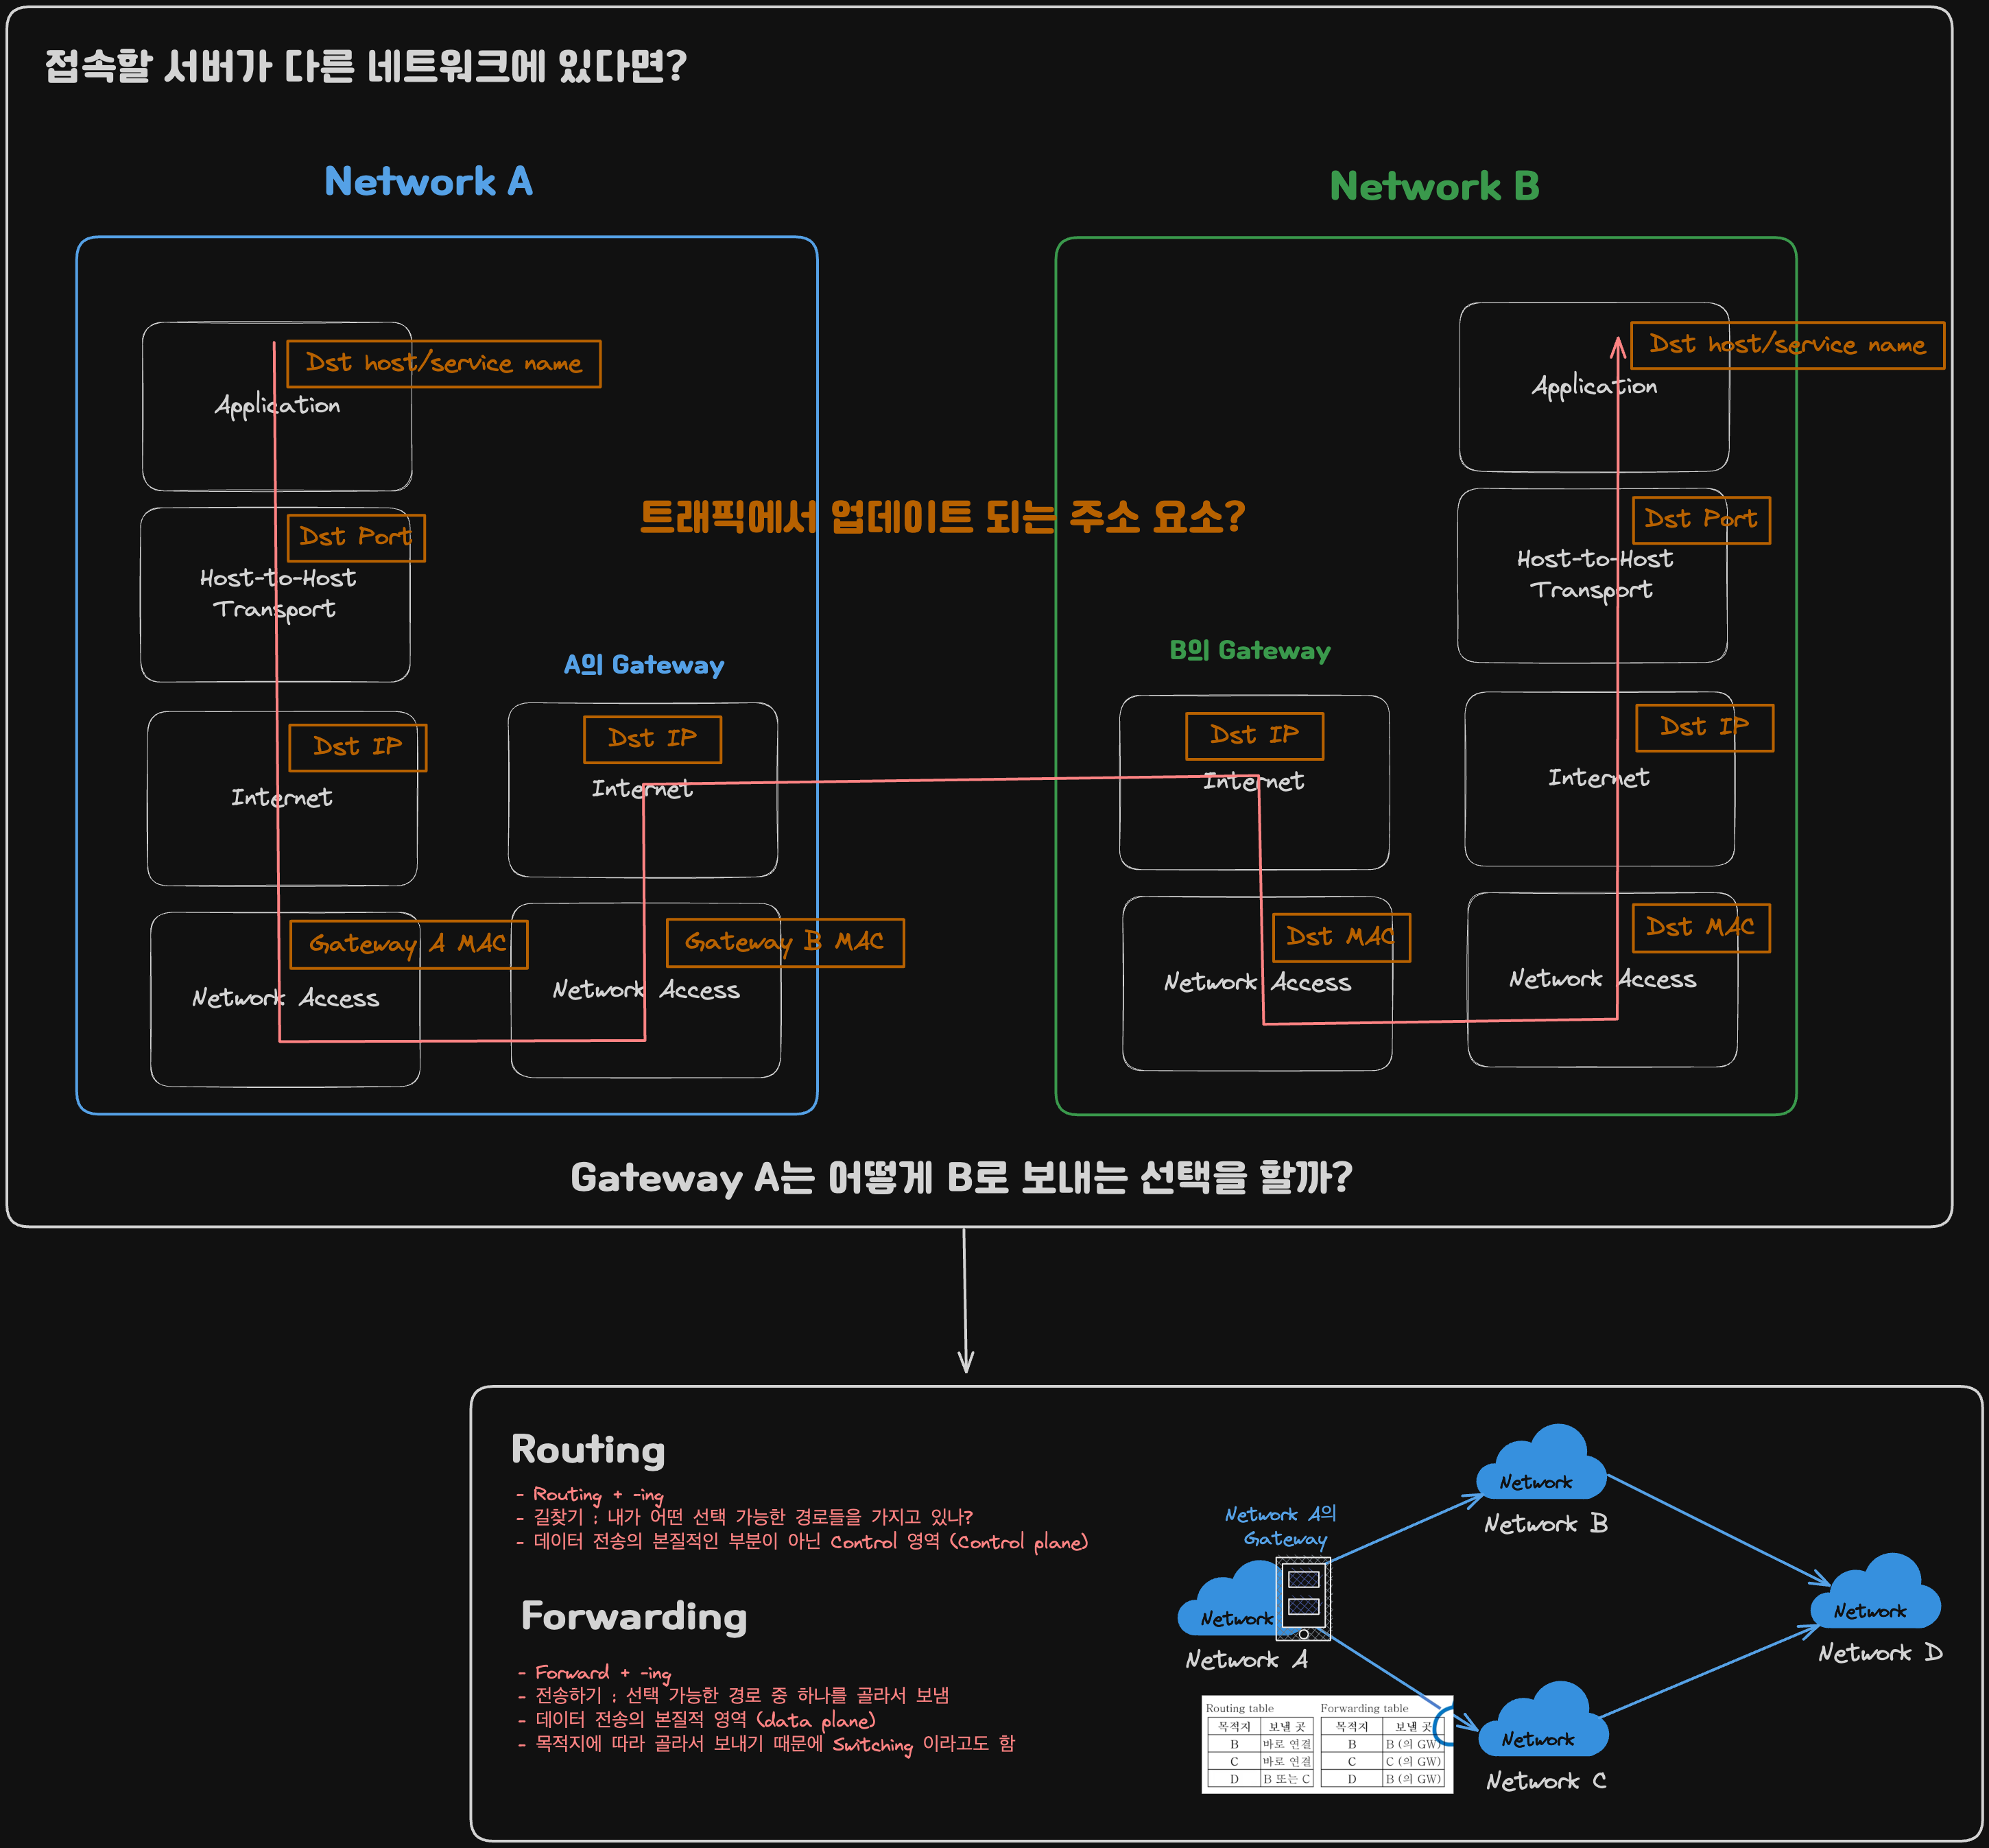 접속할 서버가 다른 네트워크에 있다면?
Network A
Network B
Dst host/service name
Application
Dst Port
Host-to-Host
Transport
Dst IP
Internet
Gateway A MAC
Network Access
A의 Gateway
Dst IP
Internet
Gateway B MAC
Network Access
트래픽에서 업데이트 되는 주소 요소?
B의 Gateway
Dst IP
Internet
Dst MAC
Network Access
Dst host/service name
Application
Dst Port
Host-to-Host
Transport
Dst IP
Internet
Dst MAC
Network Access
Gateway A는 어떻게 B로 보내는 선택을 할까?
Routing
- Routing + -ing
- 길찾기 : 내가 어떤 선택 가능한 경로들을 가지고 있나?
- 데이터 전송의 본질적인 부분이 아닌 Control 영역 (Control plane)
Forwarding
- Forward + -ing
- 전송하기 : 선택 가능한 경로 중 하나를 골라서 보냄
- 데이터 전송의 본질적 영역 (data plane)
- 목적지에 따라 골라서 보내기 때문에 Switching 이라고도 함
Network
Network B
Network A의
Gateway
Network
Network A
Network
Network D
Network
Network C
Routing table
목적지 보낼 곳
B 바로 연결
C 바로 연결
D B 또는 C
Forwarding table
목적지 보낼 곳
B B (의 GW)
C C (의 GW)
D B (의 GW)